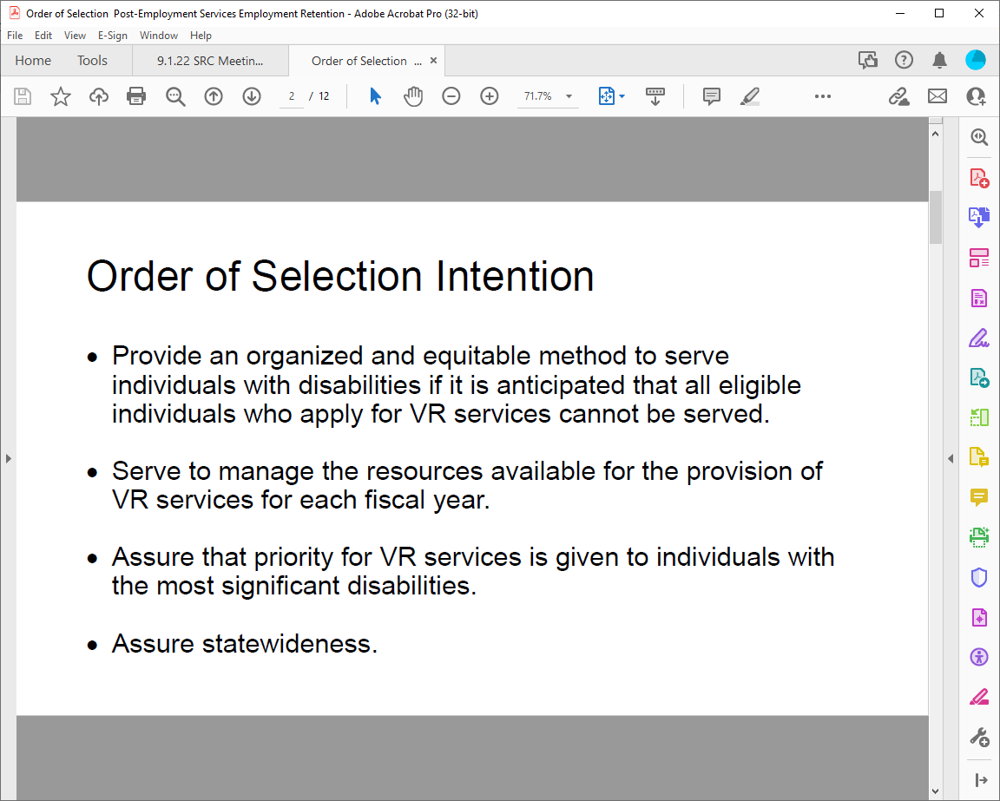 Order of Selection  Post-Employment Services Employment Retention - Adobe Acrobat Pro (32-bit)
File Edit View E-Sign Window Help
Home Tools 9.1.22 SRC Meetin... Order of Selection ... ×
2 / 12 71.7%
Order of Selection Intention
• Provide an organized and equitable method to serve
individuals with disabilities if it is anticipated that all eligible
individuals who apply for VR services cannot be served.
• Serve to manage the resources available for the provision of
VR services for each fiscal year.
• Assure that priority for VR services is given to individuals with
the most significant disabilities.
• Assure statewideness.